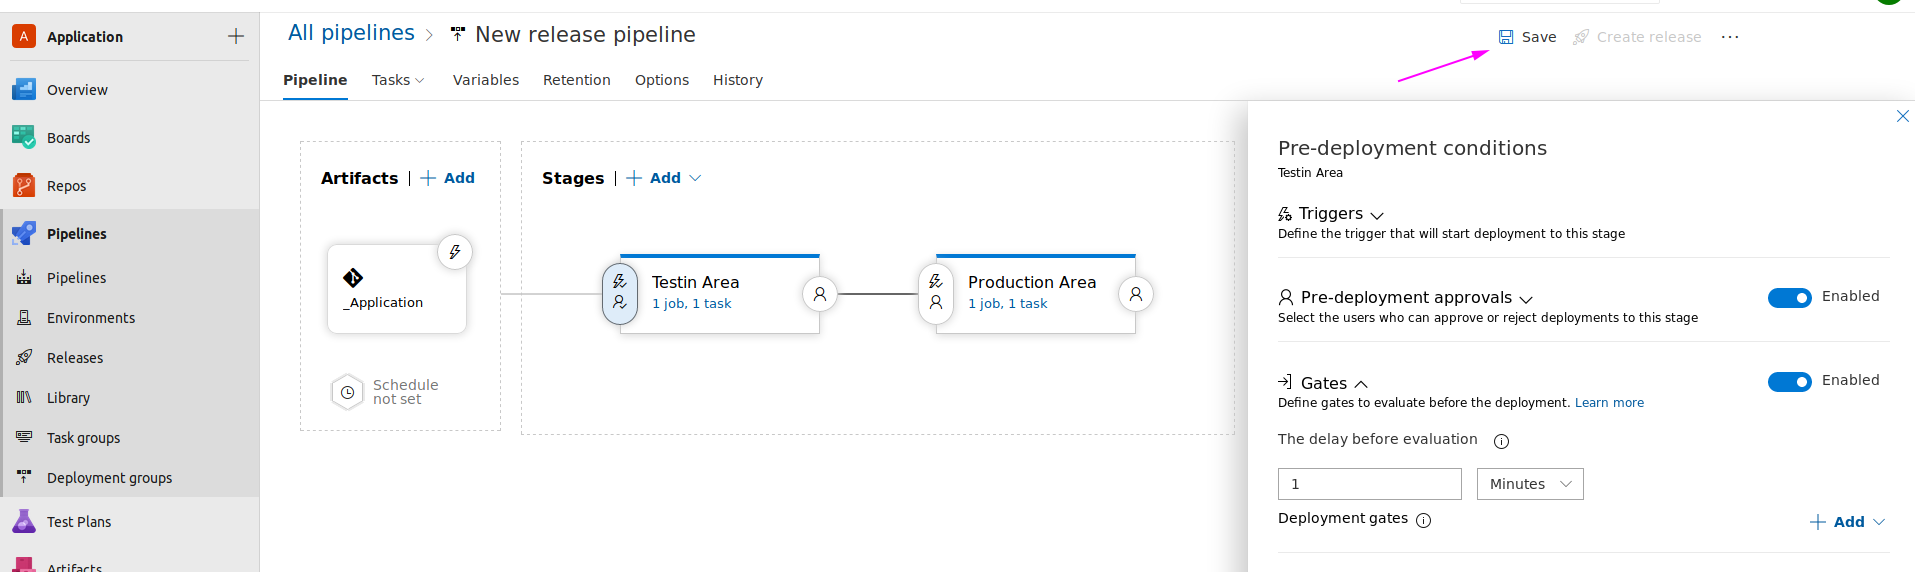 A Application
Overview
Boards
Repos
Pipelines
Pipelines
Environments
Releases
Library
Task groups
Deployment groups
Test Plans
Artifacts
All pipelines > New release pipeline
Save Create release ...
Pipeline Tasks Variables Retention Options History
Artifacts | + Add
_Application
Schedule
not set
Stages | + Add
Testin Area
1 job, 1 task
Production Area
1 job, 1 task
Pre-deployment conditions
Testin Area
Triggers
Define the trigger that will start deployment to this stage
Pre-deployment approvals
Enabled
Select the users who can approve or reject deployments to this stage
Gates
Enabled
Define gates to evaluate before the deployment. Learn more
The delay before evaluation
1 Minutes
Deployment gates
+ Add